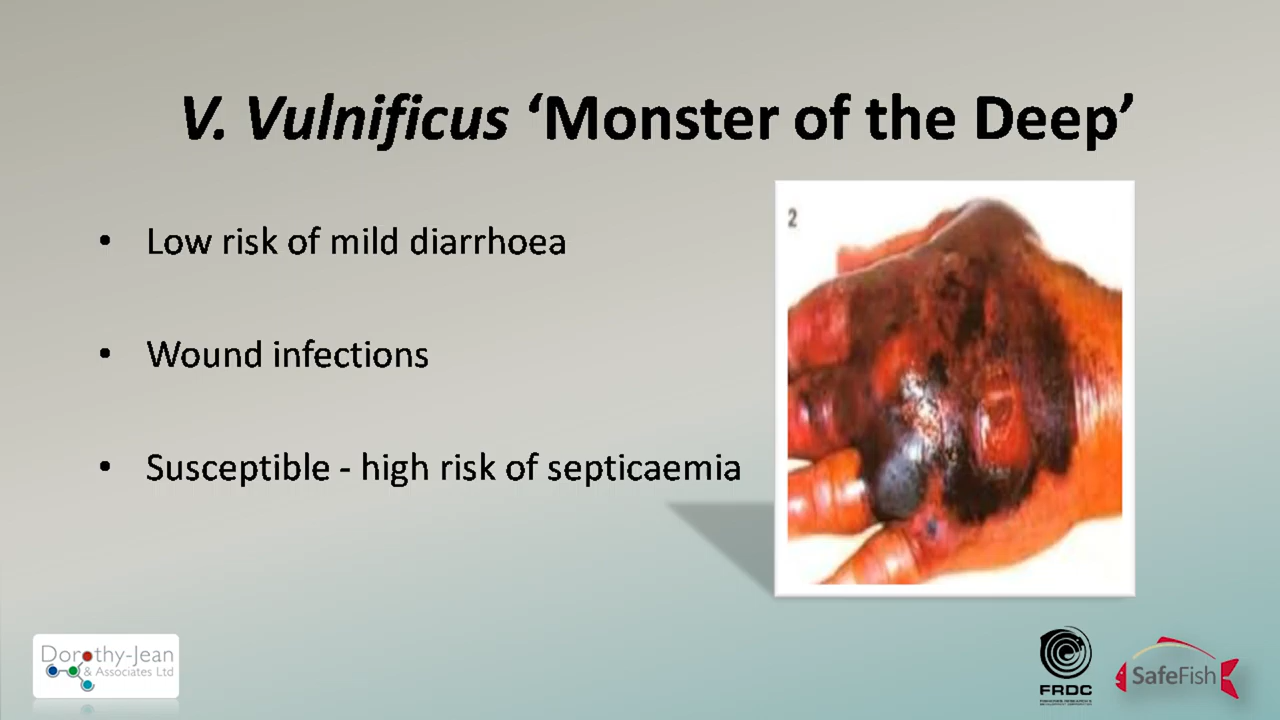 V. Vulnificus ‘Monster of the Deep’
• Low risk of mild diarrhoea
• Wound infections
• Susceptible - high risk of septicaemia
2
Dorothy-Jean
& Associates Ltd
FRDC
SafeFish